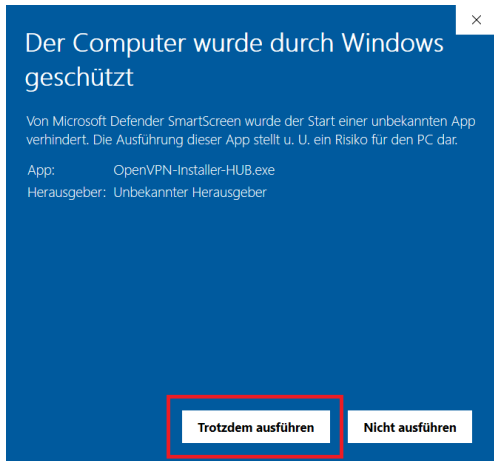 Der Computer wurde durch Windows
geschützt
Von Microsoft Defender SmartScreen wurde der Start einer unbekannten App
verhindert. Die Ausführung dieser App stellt u. U. ein Risiko für den PC dar.
App: OpenVPN-Installer-HUB.exe
Herausgeber: Unbekannter Herausgeber
Trotzdem ausführen Nicht ausführen